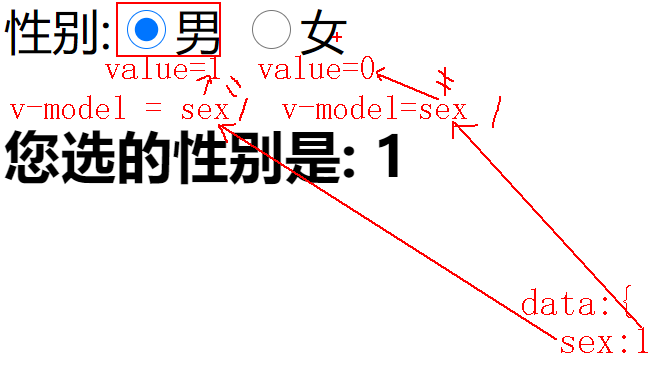 性别: 男 女
value=1 value=0
v-model = sex v-model=sex
您选的性别是: 1
data:{
sex:1